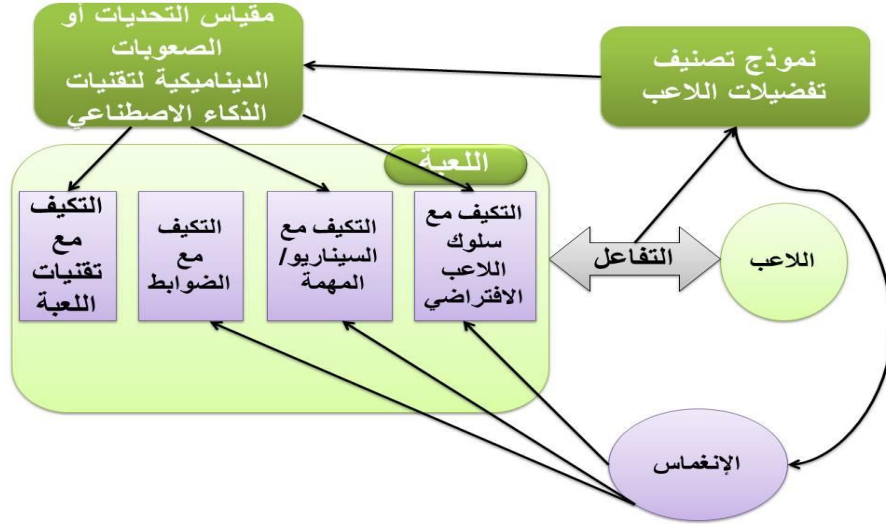 مقياس التحديات أو
الصعوبات
الديناميكية لتقنيات
الذكاء الاصطناعي
نموذج تصنيف
تفضيلات اللاعب
اللعبة
التكيف مع
سلوك
اللاعب
الافتراضي
التكيف مع
السيناريو/
المهمة
التكيف
مع
الضوابط
التكيف
مع
تقنيات
اللعبة
التفاعل
اللاعب
الإنغماس